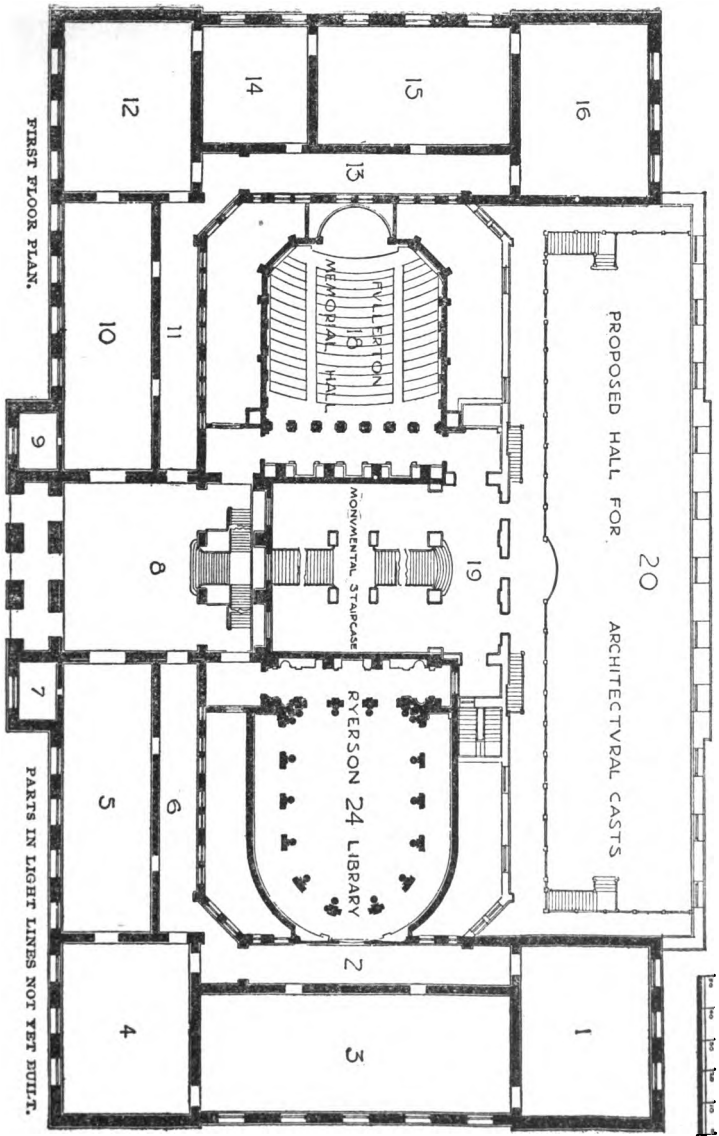 16
15
14
12
13
PROPOSED HALL FOR ARCHITECTVRAL CASTS
20
FVLLERTON
18
MEMORIAL HALL
11
10
9
MONVMENTAL STAIRCASE
19
8
RYERSON 24 LIBRARY
7
6
5
2
1
3
4
FIRST FLOOR PLAN.
PARTS IN LIGHT LINES NOT YET BUILT.